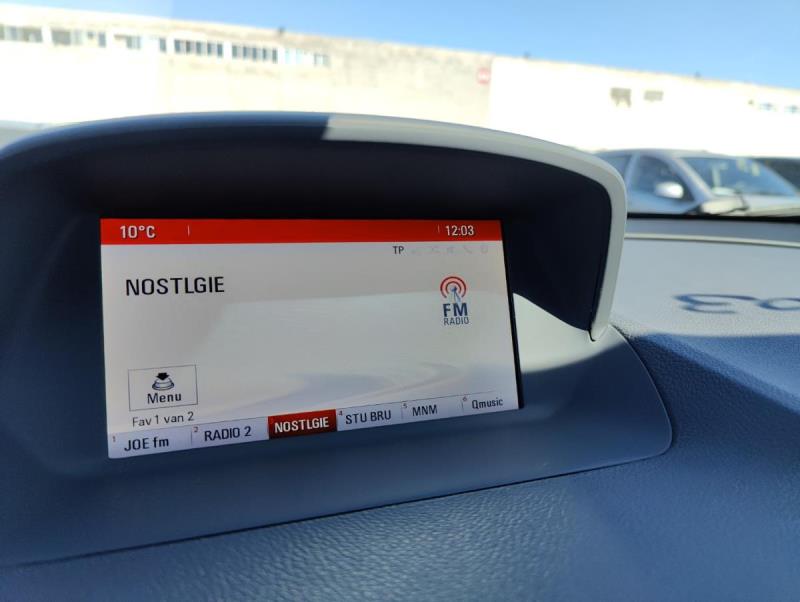 10°C 12:03
TP
NOSTLGIE
FM
RADIO
Menu
Fav 1 van 2
1 JOE fm 2 RADIO 2 NOSTLGIE 4 STU BRU 5 MNM 6 Qmusic